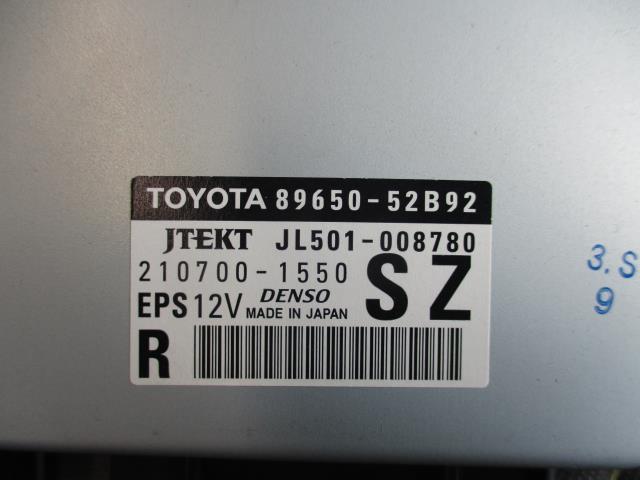 TOYOTA 89650-52B92
JTEKT JL501-008780
210700-1550
SZ
EPS 12V DENSO
MADE IN JAPAN
R
3.S
9